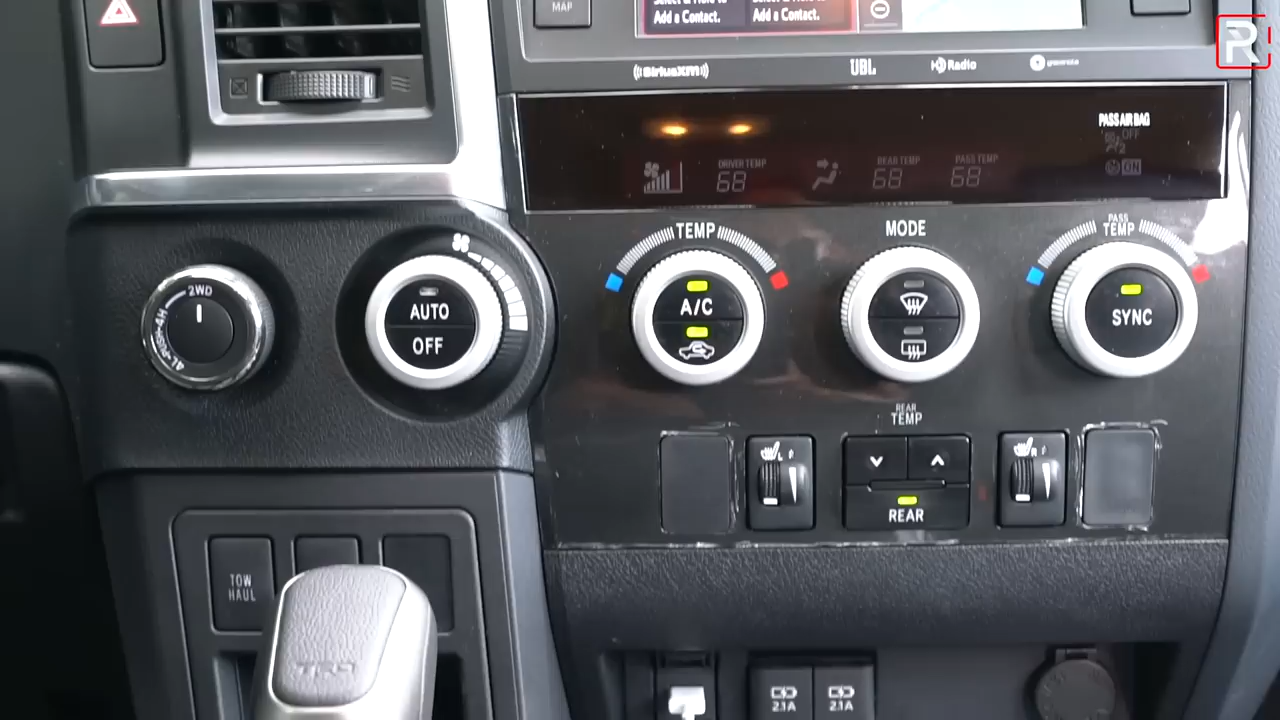 MAP
Add a Contact.
Add a Contact.
R
((SiriusXM))
UBL
HD Radio
gracenote
PASS AIR BAG
OFF
ON
DRIVER TEMP
68
REAR TEMP
68
PASS TEMP
68
2WD
4H
4L
AUTO
OFF
TEMP
A/C
MODE
PASS
TEMP
SYNC
REAR
TEMP
L
R
REAR
TOW
HAUL
TRD
2.1A
2.1A